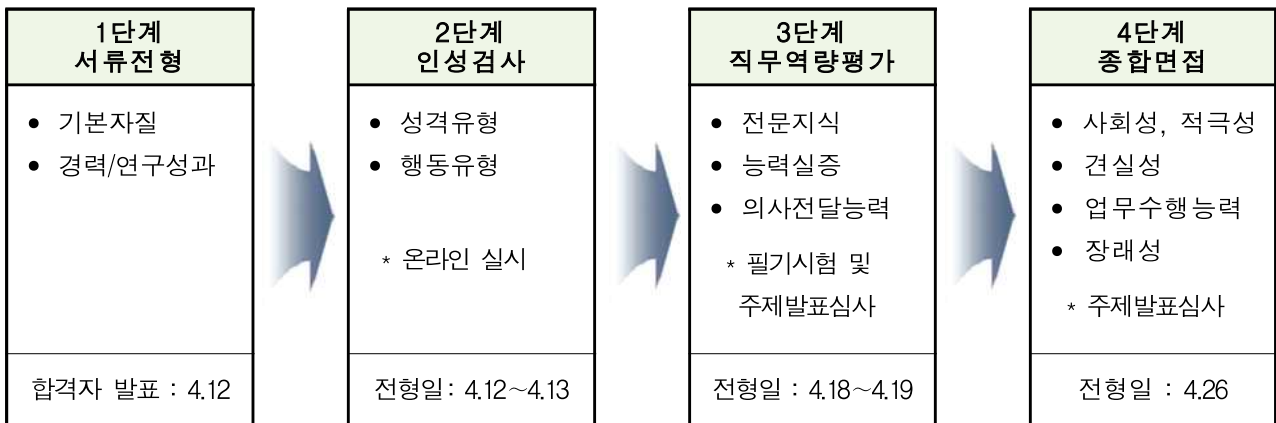 1단계
서류전형
• 기본자질
• 경력/연구성과
합격자 발표 : 4.12
2단계
인성검사
• 성격유형
• 행동유형
* 온라인 실시
전형일 : 4.12~4.13
3단계
직무역량평가
• 전문지식
• 능력실증
• 의사전달능력
* 필기시험 및
주제발표심사
전형일 : 4.18~4.19
4단계
종합면접
• 사회성, 적극성
• 견실성
• 업무수행능력
• 장래성
* 주제발표심사
전형일 : 4.26